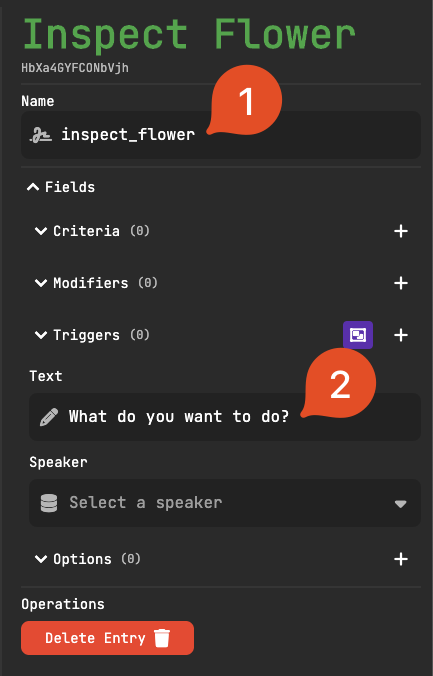 Inspect Flower
HbXa4GYFCONbVjh
Name
1
inspect_flower
Fields
Criteria (0)
Modifiers (0)
Triggers (0)
Text
2
What do you want to do?
Speaker
Select a speaker
Options (0)
Operations
Delete Entry